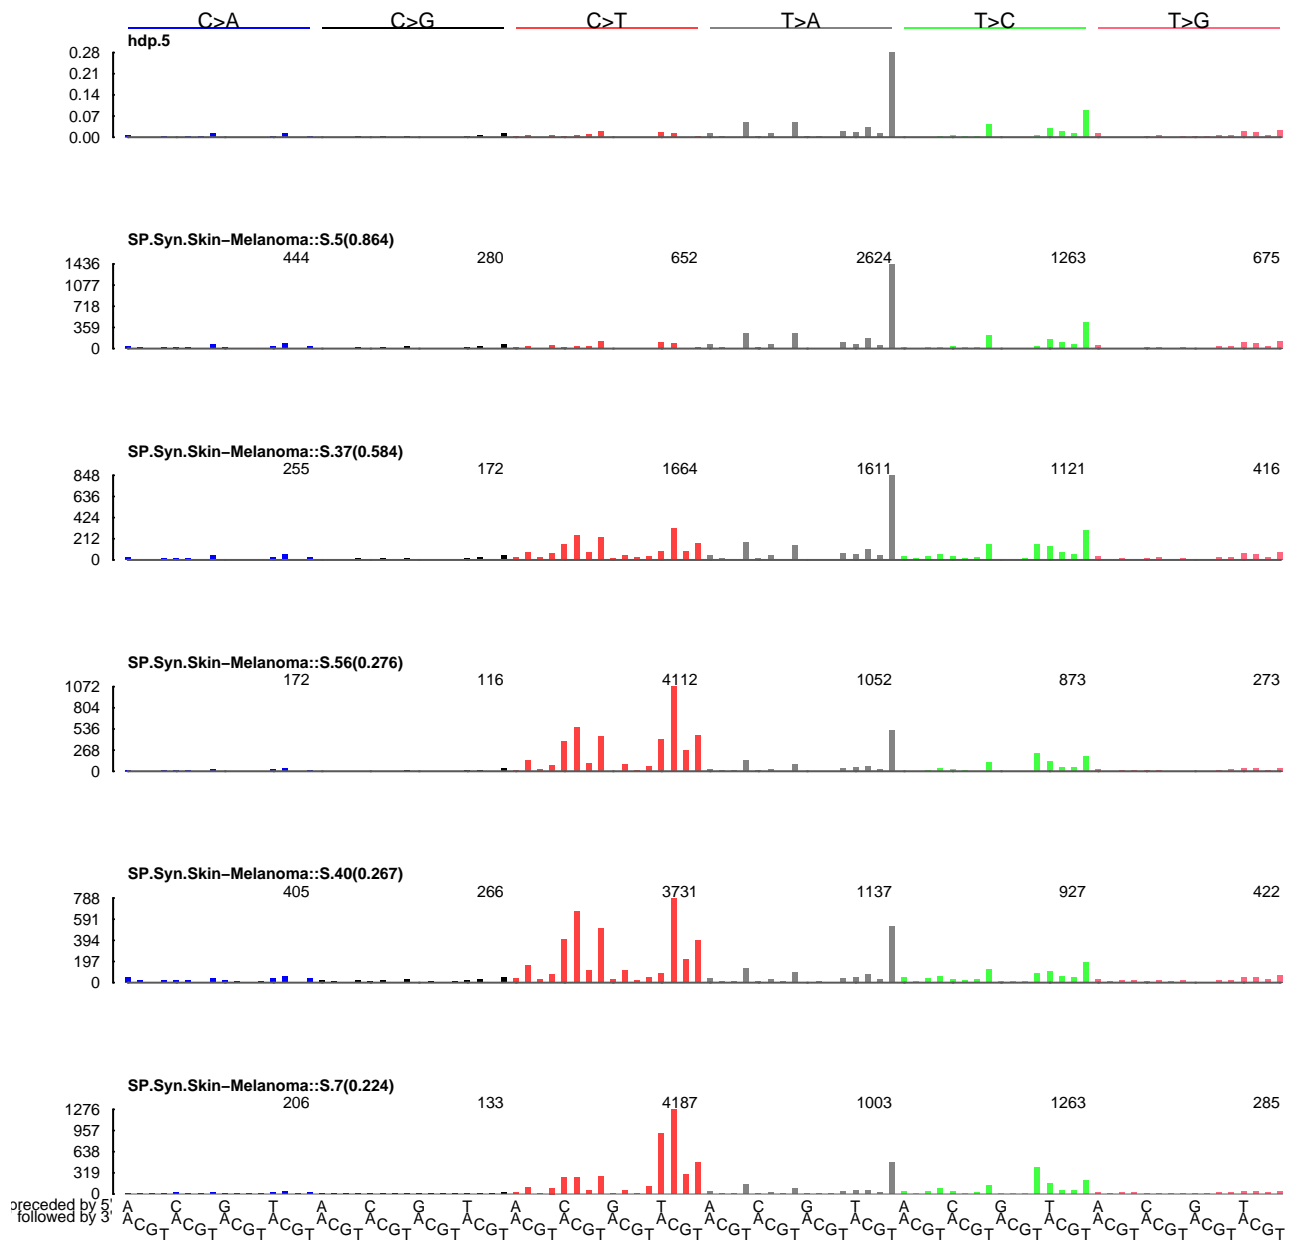 C>A C>G C>T T>A T>C T>G
hdp.5
0.28
0.21
0.14
0.07
0.00
SP.Syn.Skin−Melanoma::S.5(0.864)
444 280 652 2624 1263 675
1436
1077
718
359
0
SP.Syn.Skin−Melanoma::S.37(0.584)
255 172 1664 1611 1121 416
848
636
424
212
0
SP.Syn.Skin−Melanoma::S.56(0.276)
172 116 4112 1052 873 273
1072
804
536
268
0
SP.Syn.Skin−Melanoma::S.40(0.267)
405 266 3731 1137 927 422
788
591
394
197
0
SP.Syn.Skin−Melanoma::S.7(0.224)
206 133 4187 1003 1263 285
1276
957
638
319
0
preceded by 5' A C G T A C G T A C G T A C G T A C G T A C G T
followed by 3' A C G T A C G T A C G T A C G T A C G T A C G T A C G T A C G T A C G T A C G T A C G T A C G T A C G T A C G T A C G T A C G T A C G T A C G T A C G T A C G T A C G T A C G T A C G T A C G T